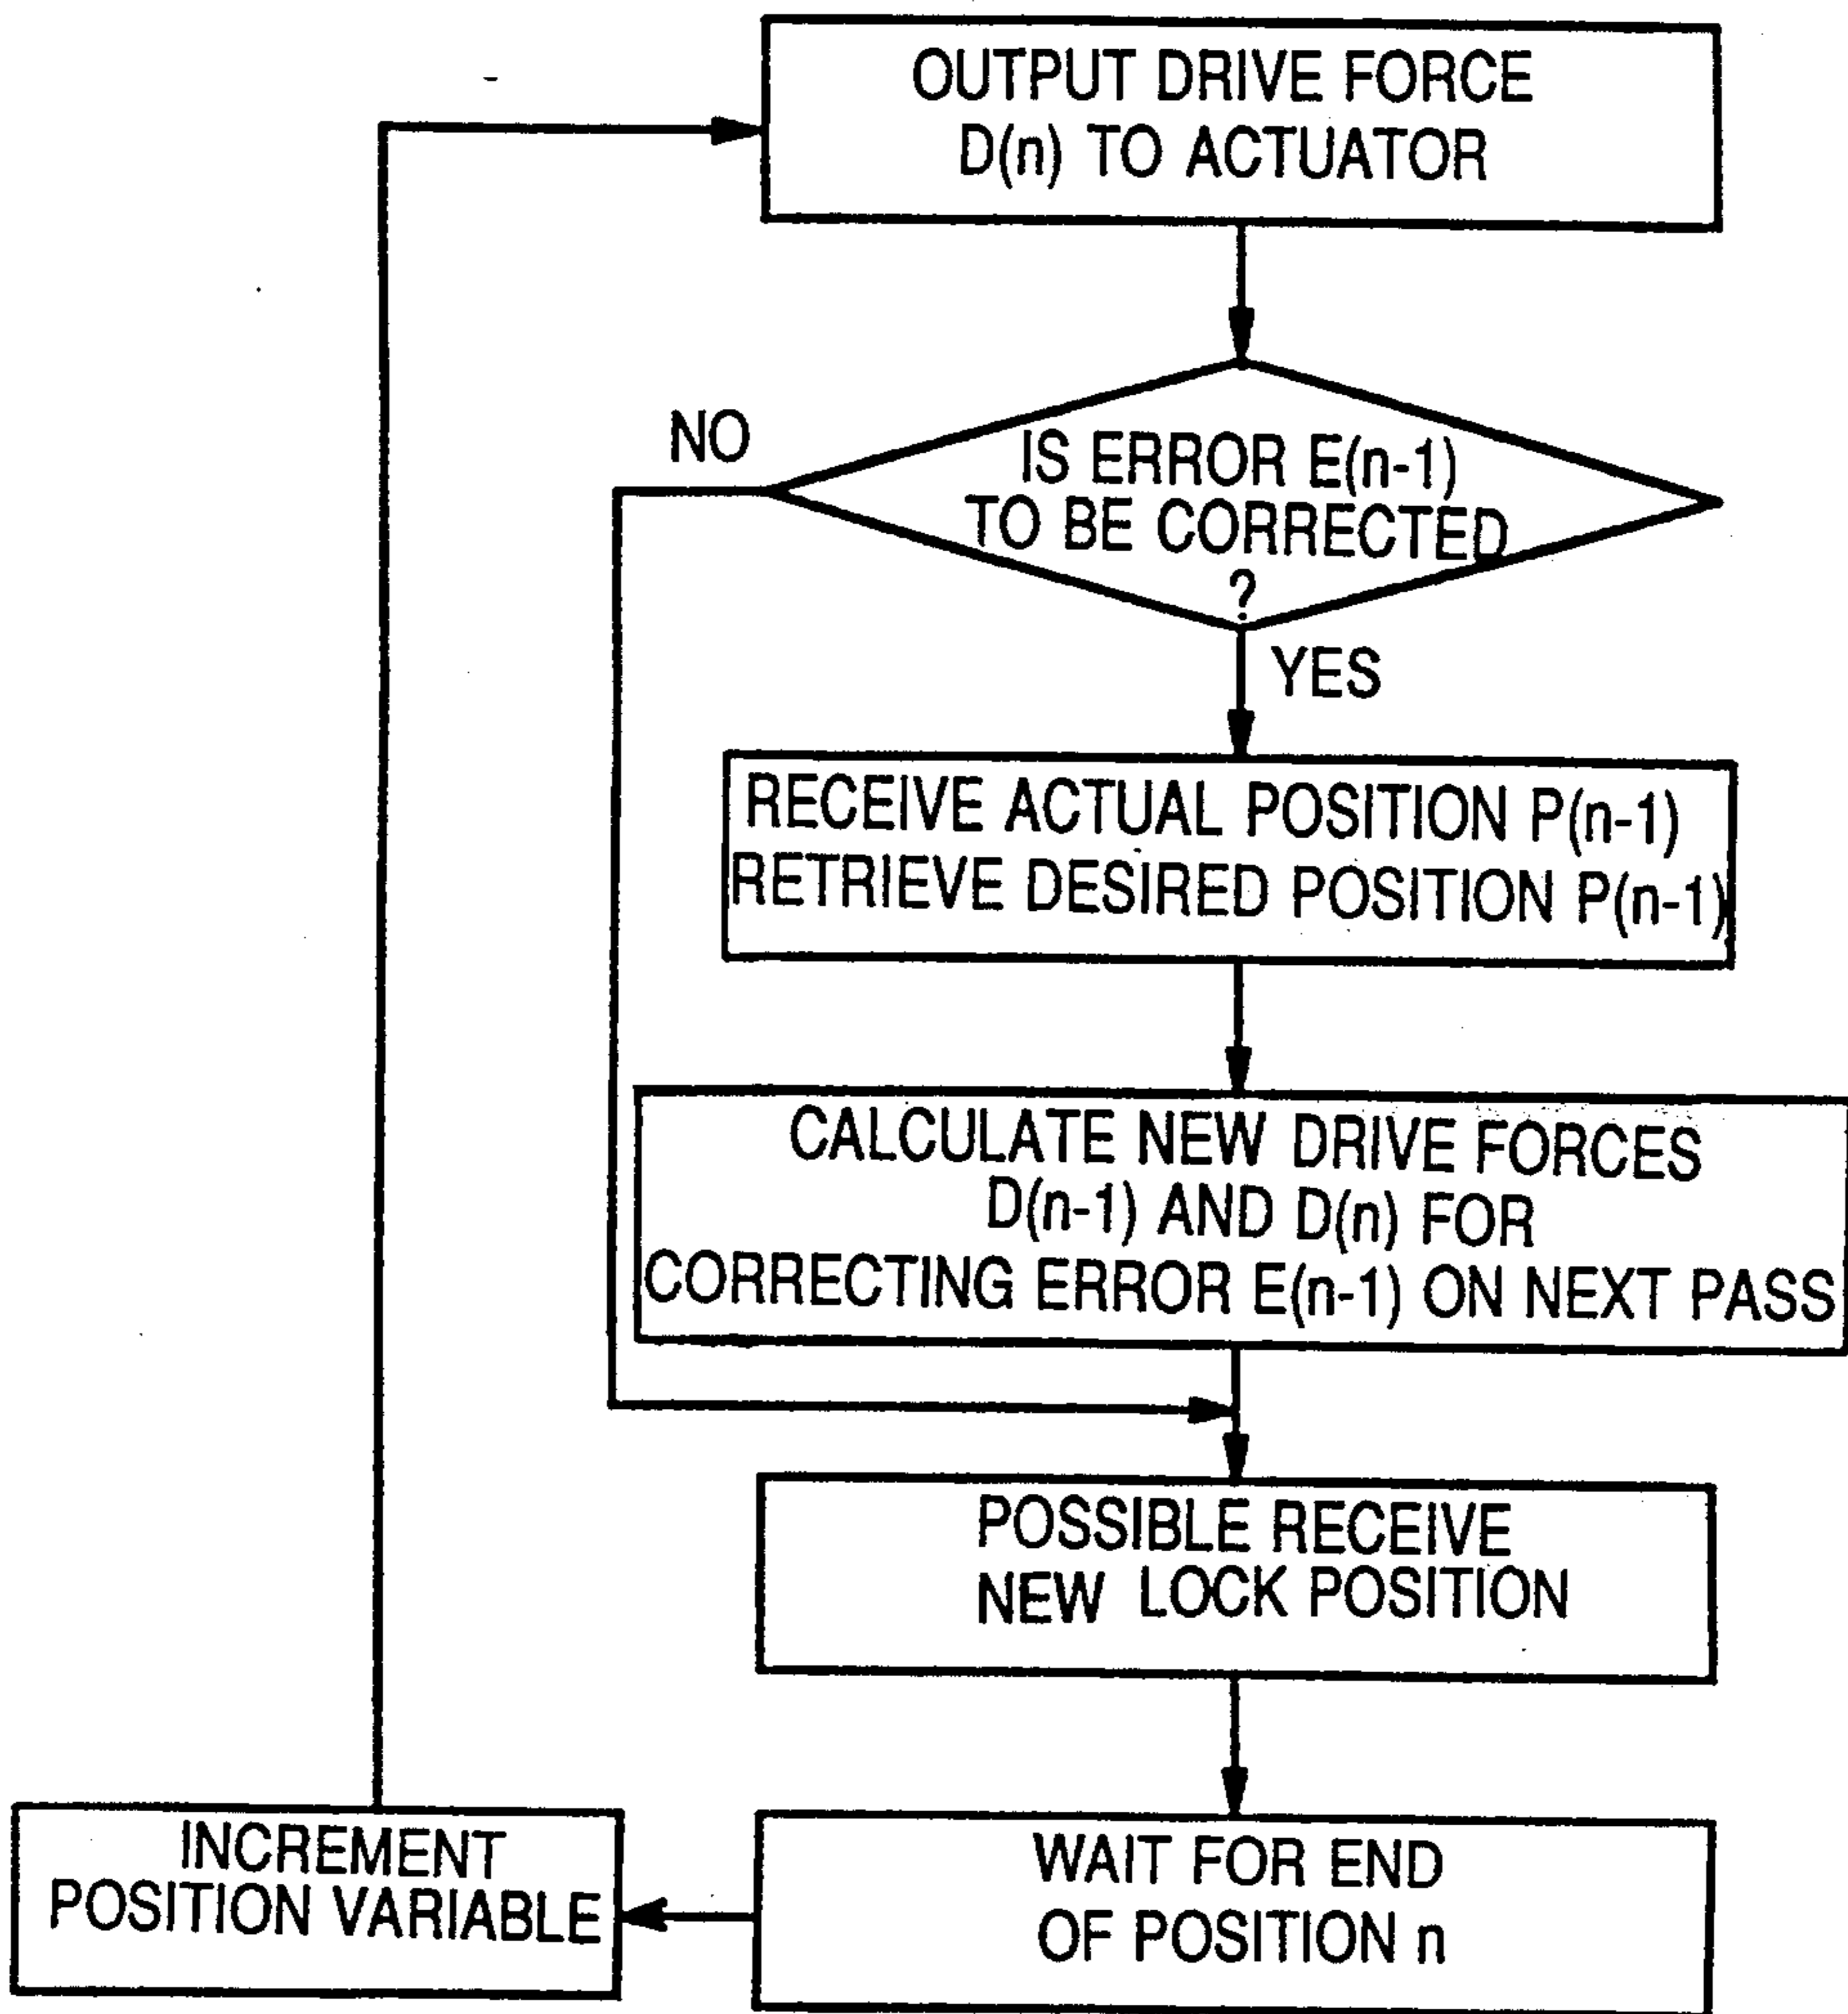 OUTPUT DRIVE FORCE
D(n) TO ACTUATOR
NO
IS ERROR E(n-1)
TO BE CORRECTED
?
YES
RECEIVE ACTUAL POSITION P(n-1)
RETRIEVE DESIRED POSITION P(n-1)
CALCULATE NEW DRIVE FORCES
D(n-1) AND D(n) FOR
CORRECTING ERROR E(n-1) ON NEXT PASS
POSSIBLE RECEIVE
NEW LOCK POSITION
WAIT FOR END
OF POSITION n
INCREMENT
POSITION VARIABLE